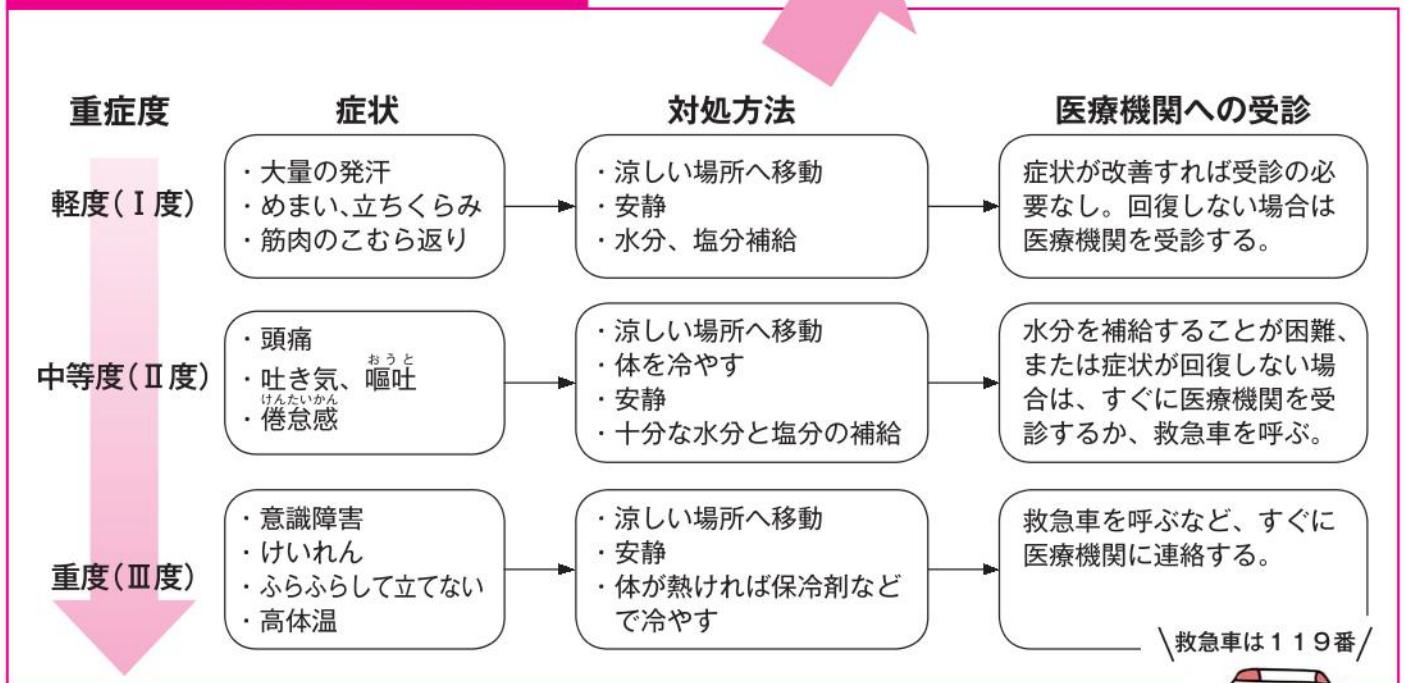 重症度
症状
対処方法
医療機関への受診
軽度(Ⅰ度)
・大量の発汗
・めまい、立ちくらみ
・筋肉のこむら返り
・涼しい場所へ移動
・安静
・水分、塩分補給
症状が改善すれば受診の必
要なし。回復しない場合は
医療機関を受診する。
中等度(Ⅱ度)
・頭痛
おうと
・吐き気、嘔吐
けんたいかん
・倦怠感
・涼しい場所へ移動
・体を冷やす
・安静
・十分な水分と塩分の補給
水分を補給することが困難、
または症状が回復しない場
合は、すぐに医療機関を受
診するか、救急車を呼ぶ。
重度(Ⅲ度)
・意識障害
・けいれん
・ふらふらして立てない
・高体温
・涼しい場所へ移動
・安静
・体が熱ければ保冷剤など
で冷やす
救急車を呼ぶなど、すぐに
医療機関に連絡する。
救急車は119番